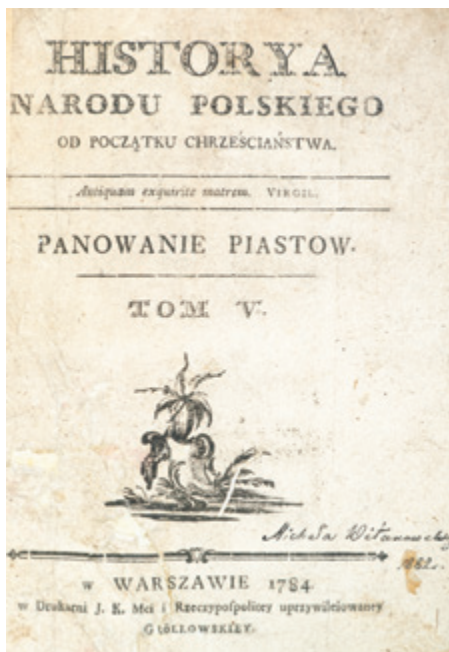 HISTORYA
NARODU POLSKIEGO
OD POCZĄTKU CHRZEŚCIAŃSTWA.
Antiquam exquirite matrem. VIRGIL.
PANOWANIE PIASTOW.
TOM V.
1862.
w WARSZAWIE 1784
w Drukarni J. K. Mci i Rzeczypoſpolitey uprzywileiowaney
GRÖLLOWSKIEY.